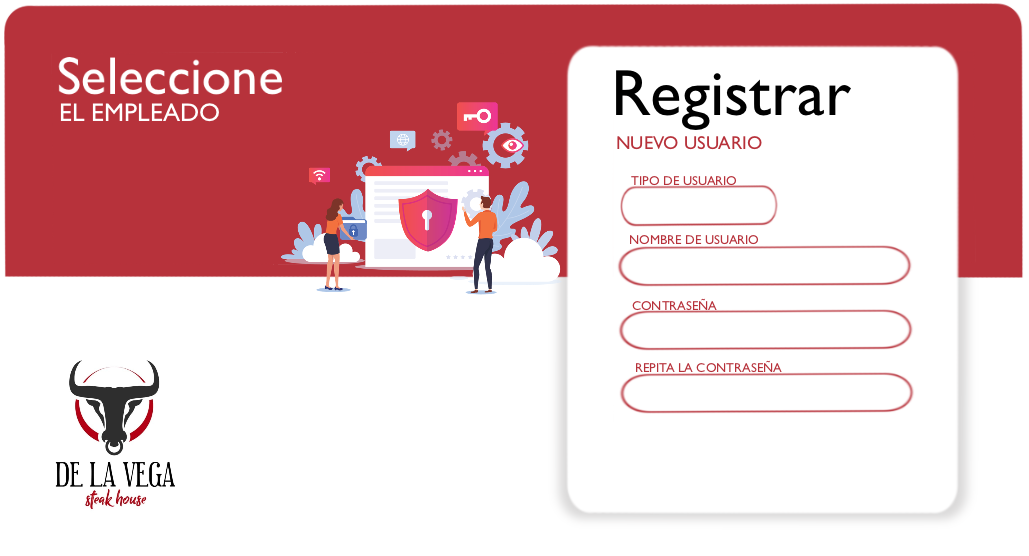 Seleccione
EL EMPLEADO
Registrar
NUEVO USUARIO
TIPO DE USUARIO
NOMBRE DE USUARIO
CONTRASEÑA
REPITA LA CONTRASEÑA
DE LA VEGA
steak house